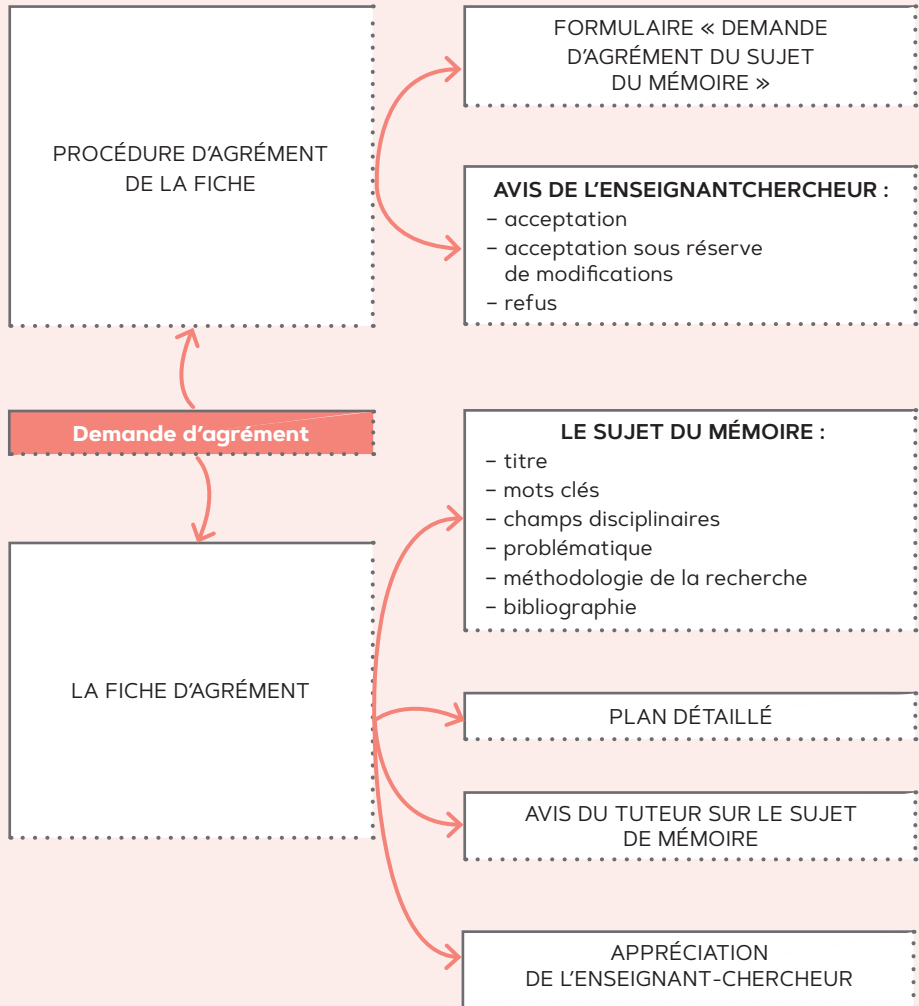 PROCÉDURE D'AGRÉMENT
DE LA FICHE
FORMULAIRE « DEMANDE
D'AGRÉMENT DU SUJET
DU MÉMOIRE »
AVIS DE L'ENSEIGNANTCHERCHEUR :
– acceptation
– acceptation sous réserve
de modifications
– refus
Demande d'agrément
LA FICHE D'AGRÉMENT
LE SUJET DU MÉMOIRE :
– titre
– mots clés
– champs disciplinaires
– problématique
– méthodologie de la recherche
– bibliographie
PLAN DÉTAILLÉ
AVIS DU TUTEUR SUR LE SUJET
DE MÉMOIRE
APPRÉCIATION
DE L'ENSEIGNANT-CHERCHEUR